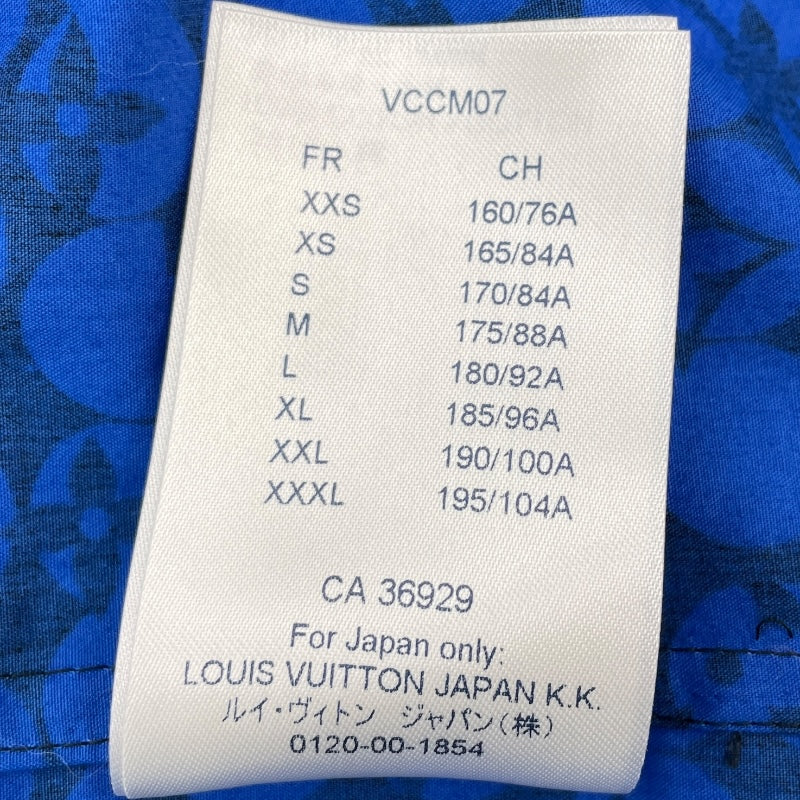 VCCM07
FR CH
XXS 160/76A
XS 165/84A
S 170/84A
M 175/88A
L 180/92A
XL 185/96A
XXL 190/100A
XXXL 195/104A
CA 36929
For Japan only:
LOUIS VUITTON JAPAN K.K.
ルイ・ヴィトン ジャパン(株)
0120-00-1854